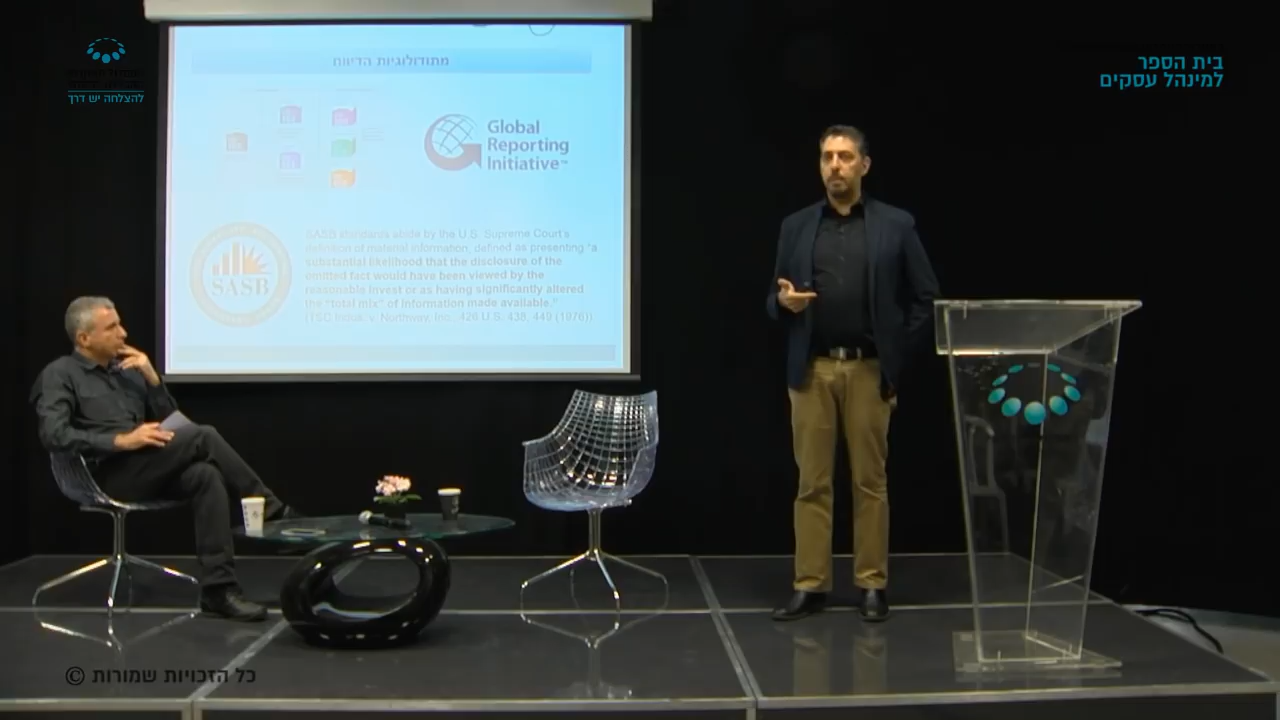 בית הספר
למינהל עסקים
להצלחה יש דרך
מתודולוגיות הדיווח
Global
Reporting
Initiative™
SASB
SASB standards abide by the U.S. Supreme Court's
definition of material information, defined as presenting "a
substantial likelihood that the disclosure of the
omitted fact would have been viewed by the
reasonable invest or as having significantly altered
the "total mix" of information made available."
(TSC Indus. v. Northway, Inc., 426 U.S. 438, 449 (1976))
כל הזכויות שמורות ©